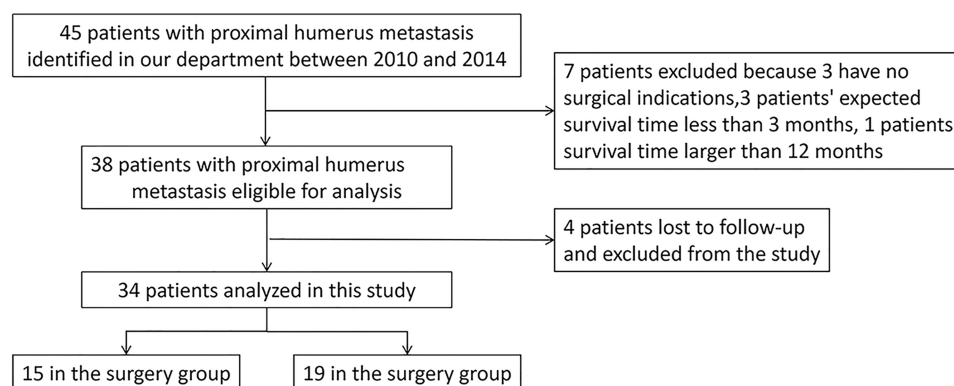 45 patients with proximal humerus metastasis
identified in our department between 2010 and 2014
7 patients excluded because 3 have no
surgical indications,3 patients' expected
survival time less than 3 months, 1 patients
survival time larger than 12 months
38 patients with proximal humerus
metastasis eligible for analysis
4 patients lost to follow-up
and excluded from the study
34 patients analyzed in this study
15 in the surgery group
19 in the surgery group